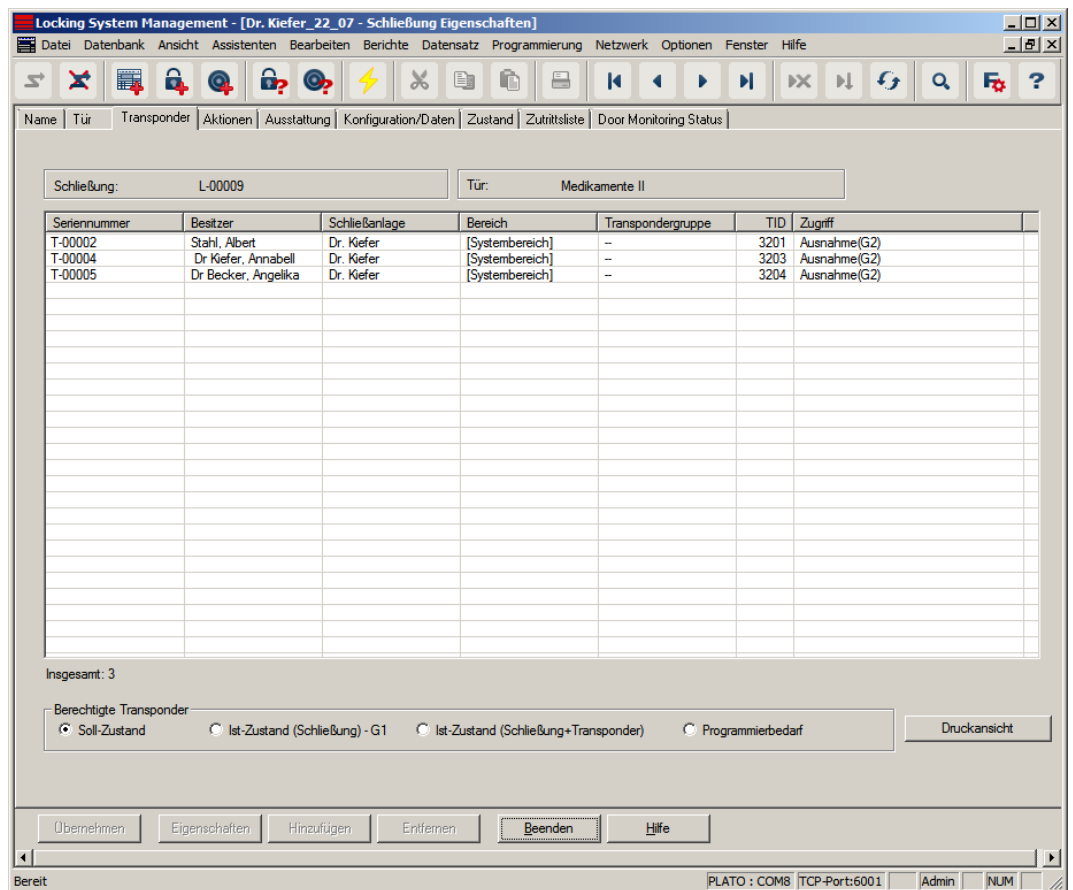 Locking System Management - [Dr. Kiefer_22_07 - Schließung Eigenschaften]
Datei Datenbank Ansicht Assistenten Bearbeiten Berichte Datensatz Programmierung Netzwerk Optionen Fenster Hilfe
Name Tür Transponder Aktionen Ausstattung Konfiguration/Daten Zustand Zutrittsliste Door Monitoring Status
Schließung: L-00009 Tür: Medikamente II
Seriennummer Besitzer Schließanlage Bereich Transpondergruppe TID Zugriff
T-00002 Stahl, Albert Dr. Kiefer [Systembereich] -- 3201 Ausnahme(G2)
T-00004 Dr Kiefer, Annabell Dr. Kiefer [Systembereich] -- 3203 Ausnahme(G2)
T-00005 Dr Becker, Angelika Dr. Kiefer [Systembereich] -- 3204 Ausnahme(G2)
Insgesamt: 3
Berechtigte Transponder
Soll-Zustand Ist-Zustand (Schließung) - G1 Ist-Zustand (Schließung+Transponder) Programmierbedarf Druckansicht
Übernehmen Eigenschaften Hinzufügen Entfernen Beenden Hilfe
Bereit PLATO : COM8 TCP-Port:6001 Admin NUM